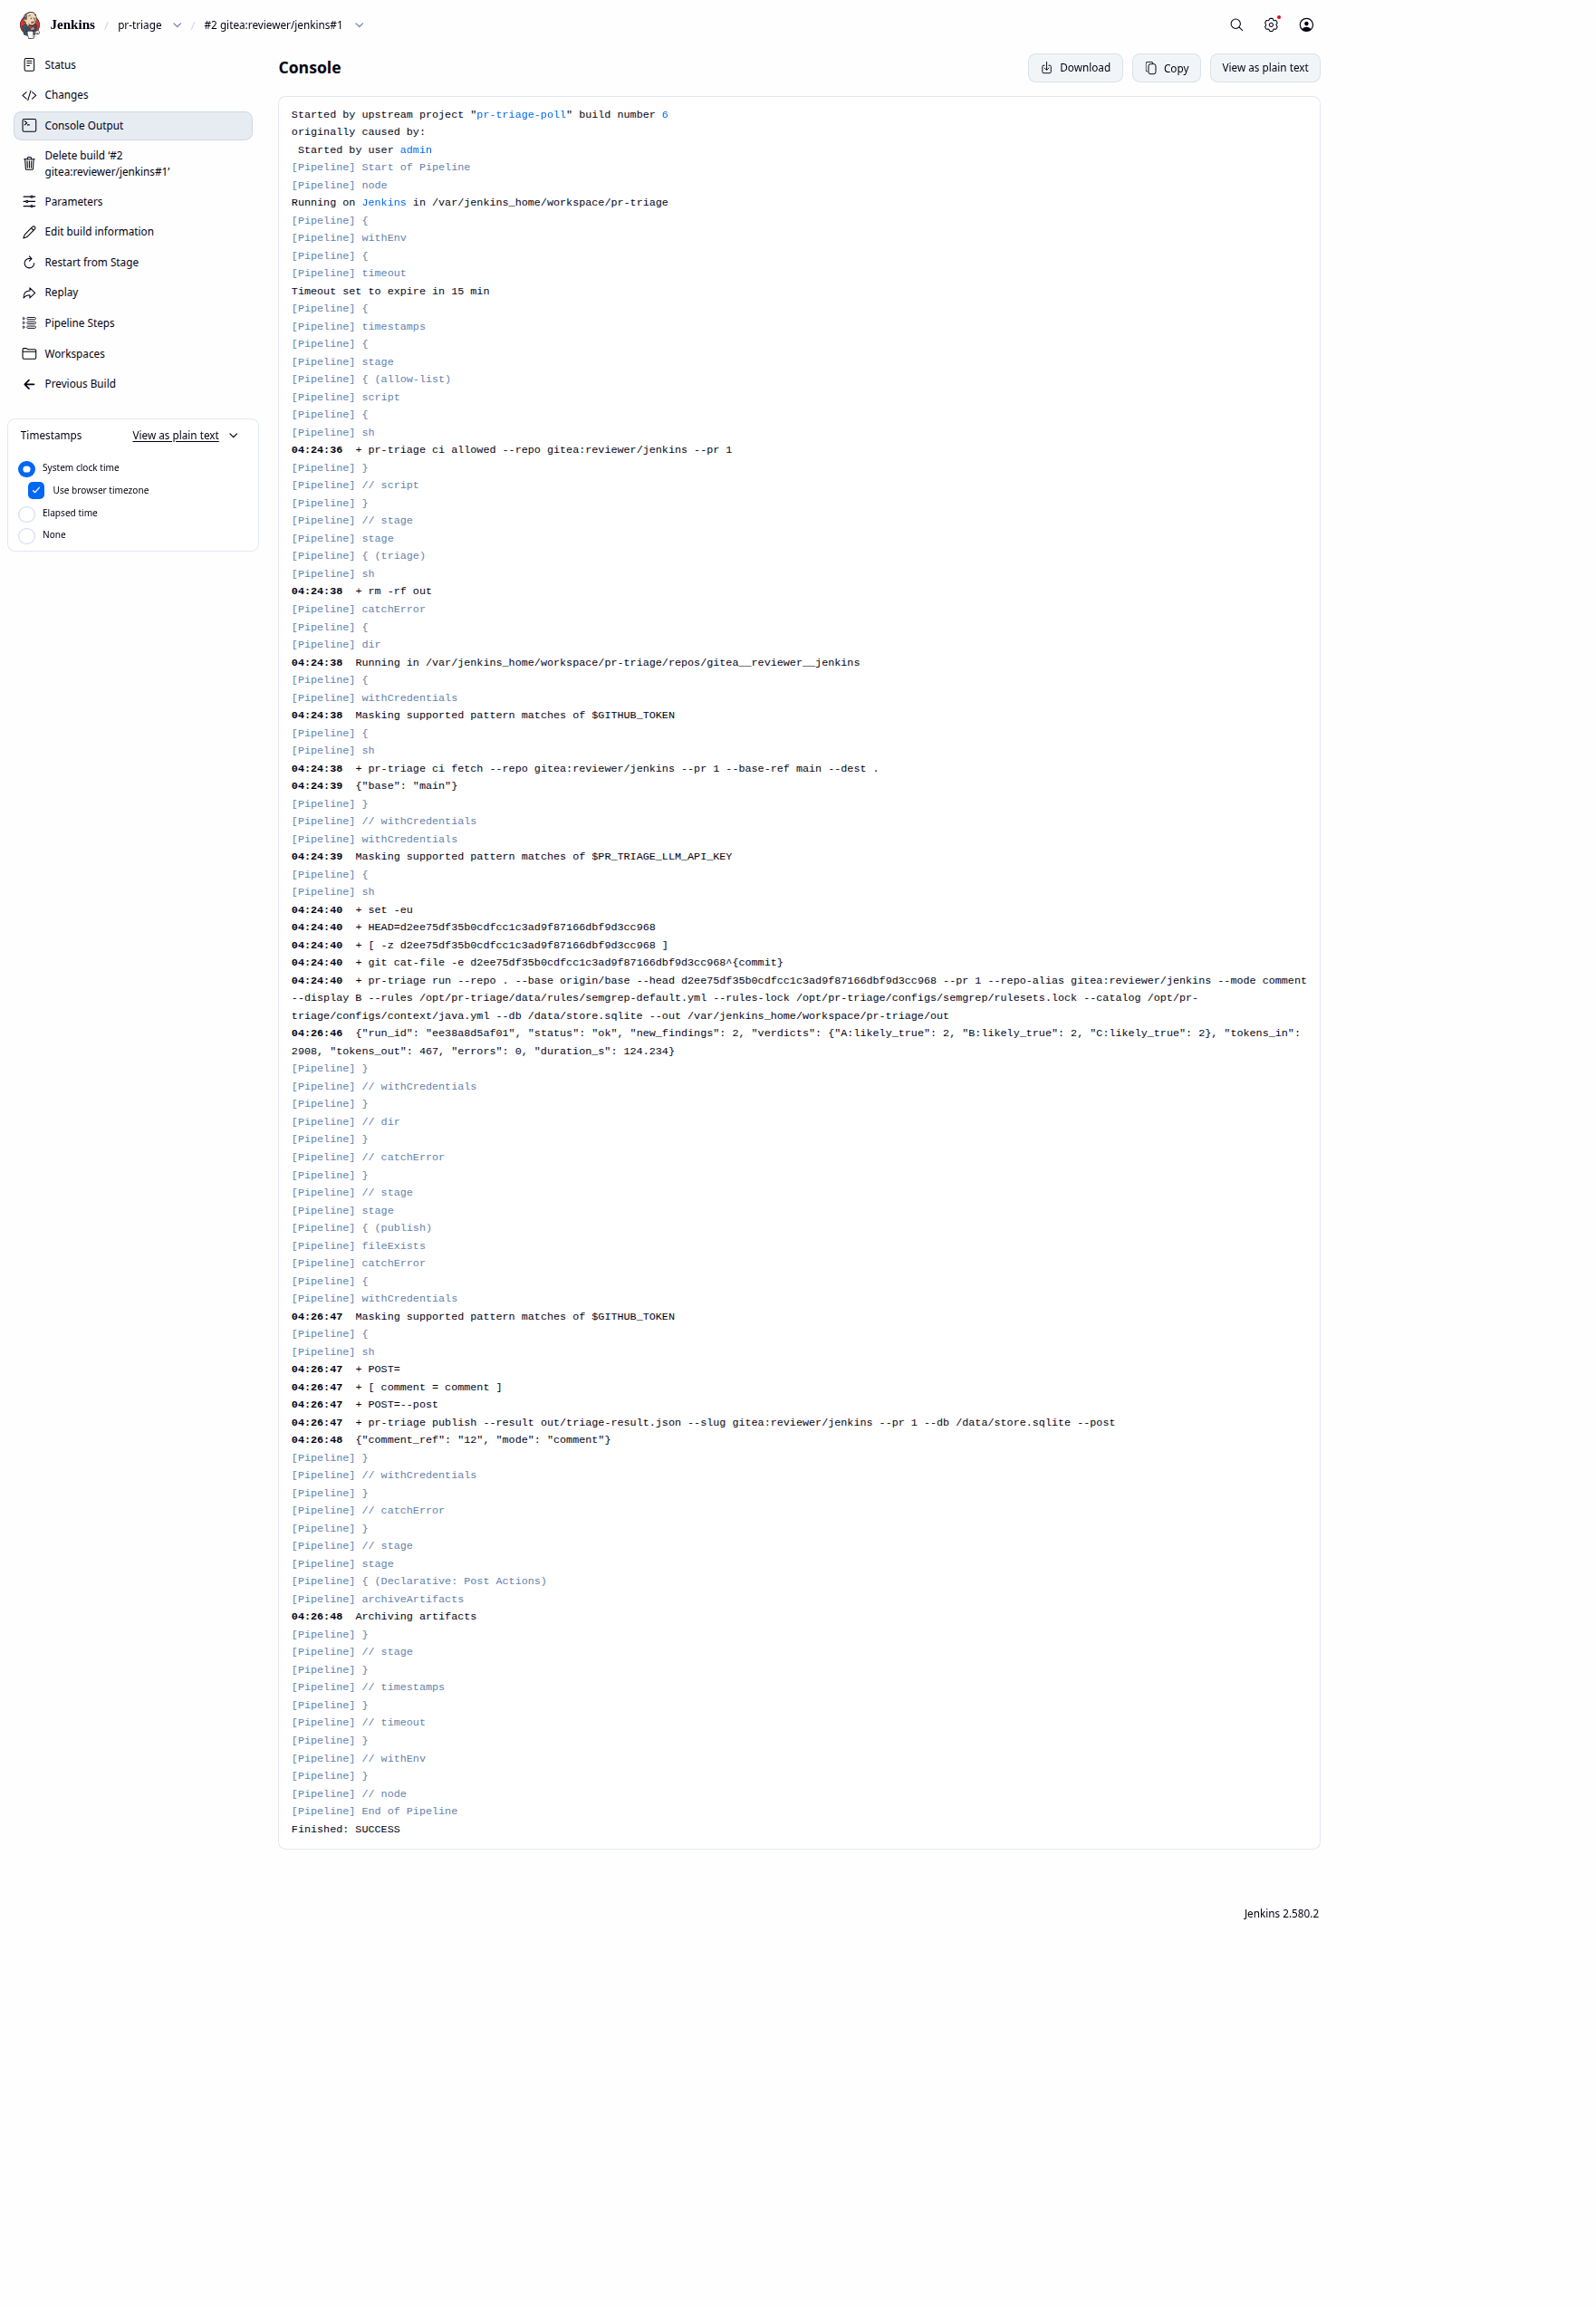 Jenkins / pr-triage / #2 gitea:reviewer/jenkins#1
Status
Changes
Console Output
Delete build '#2
gitea:reviewer/jenkins#1'
Parameters
Edit build information
Restart from Stage
Replay
Pipeline Steps
Workspaces
Previous Build
Timestamps View as plain text
System clock time
Use browser timezone
Elapsed time
None
Console
Download Copy View as plain text
Started by upstream project "pr-triage-poll" build number 6
originally caused by:
Started by user admin
[Pipeline] Start of Pipeline
[Pipeline] node
Running on Jenkins in /var/jenkins_home/workspace/pr-triage
[Pipeline] {
[Pipeline] withEnv
[Pipeline] {
[Pipeline] timeout
Timeout set to expire in 15 min
[Pipeline] {
[Pipeline] timestamps
[Pipeline] {
[Pipeline] stage
[Pipeline] { (allow-list)
[Pipeline] script
[Pipeline] {
[Pipeline] sh
04:24:36 + pr-triage ci allowed --repo gitea:reviewer/jenkins --pr 1
[Pipeline] }
[Pipeline] // script
[Pipeline] }
[Pipeline] // stage
[Pipeline] stage
[Pipeline] { (triage)
[Pipeline] sh
04:24:38 + rm -rf out
[Pipeline] catchError
[Pipeline] {
[Pipeline] dir
04:24:38 Running in /var/jenkins_home/workspace/pr-triage/repos/gitea__reviewer__jenkins
[Pipeline] {
[Pipeline] withCredentials
04:24:38 Masking supported pattern matches of $GITHUB_TOKEN
[Pipeline] {
[Pipeline] sh
04:24:38 + pr-triage ci fetch --repo gitea:reviewer/jenkins --pr 1 --base-ref main --dest .
04:24:39 {"base": "main"}
[Pipeline] }
[Pipeline] // withCredentials
[Pipeline] withCredentials
04:24:39 Masking supported pattern matches of $PR_TRIAGE_LLM_API_KEY
[Pipeline] {
[Pipeline] sh
04:24:40 + set -eu
04:24:40 + HEAD=d2ee75df35b0cdfcc1c3ad9f87166dbf9d3cc968
04:24:40 + [ -z d2ee75df35b0cdfcc1c3ad9f87166dbf9d3cc968 ]
04:24:40 + git cat-file -e d2ee75df35b0cdfcc1c3ad9f87166dbf9d3cc968^{commit}
04:24:40 + pr-triage run --repo . --base origin/base --head d2ee75df35b0cdfcc1c3ad9f87166dbf9d3cc968 --pr 1 --repo-alias gitea:reviewer/jenkins --mode comment
--display B --rules /opt/pr-triage/data/rules/semgrep-default.yml --rules-lock /opt/pr-triage/configs/semgrep/rulesets.lock --catalog /opt/pr-
triage/configs/context/java.yml --db /data/store.sqlite --out /var/jenkins_home/workspace/pr-triage/out
04:26:46 {"run_id": "ee38a8d5af01", "status": "ok", "new_findings": 2, "verdicts": {"A:likely_true": 2, "B:likely_true": 2, "C:likely_true": 2}, "tokens_in":
2908, "tokens_out": 467, "errors": 0, "duration_s": 124.234}
[Pipeline] }
[Pipeline] // withCredentials
[Pipeline] }
[Pipeline] // dir
[Pipeline] }
[Pipeline] // catchError
[Pipeline] }
[Pipeline] // stage
[Pipeline] stage
[Pipeline] { (publish)
[Pipeline] fileExists
[Pipeline] catchError
[Pipeline] {
[Pipeline] withCredentials
04:26:47 Masking supported pattern matches of $GITHUB_TOKEN
[Pipeline] {
[Pipeline] sh
04:26:47 + POST=
04:26:47 + [ comment = comment ]
04:26:47 + POST=--post
04:26:47 + pr-triage publish --result out/triage-result.json --slug gitea:reviewer/jenkins --pr 1 --db /data/store.sqlite --post
04:26:48 {"comment_ref": "12", "mode": "comment"}
[Pipeline] }
[Pipeline] // withCredentials
[Pipeline] }
[Pipeline] // catchError
[Pipeline] }
[Pipeline] // stage
[Pipeline] stage
[Pipeline] { (Declarative: Post Actions)
[Pipeline] archiveArtifacts
04:26:48 Archiving artifacts
[Pipeline] }
[Pipeline] // stage
[Pipeline] }
[Pipeline] // timestamps
[Pipeline] }
[Pipeline] // timeout
[Pipeline] }
[Pipeline] // withEnv
[Pipeline] }
[Pipeline] // node
[Pipeline] End of Pipeline
Finished: SUCCESS
Jenkins 2.580.2